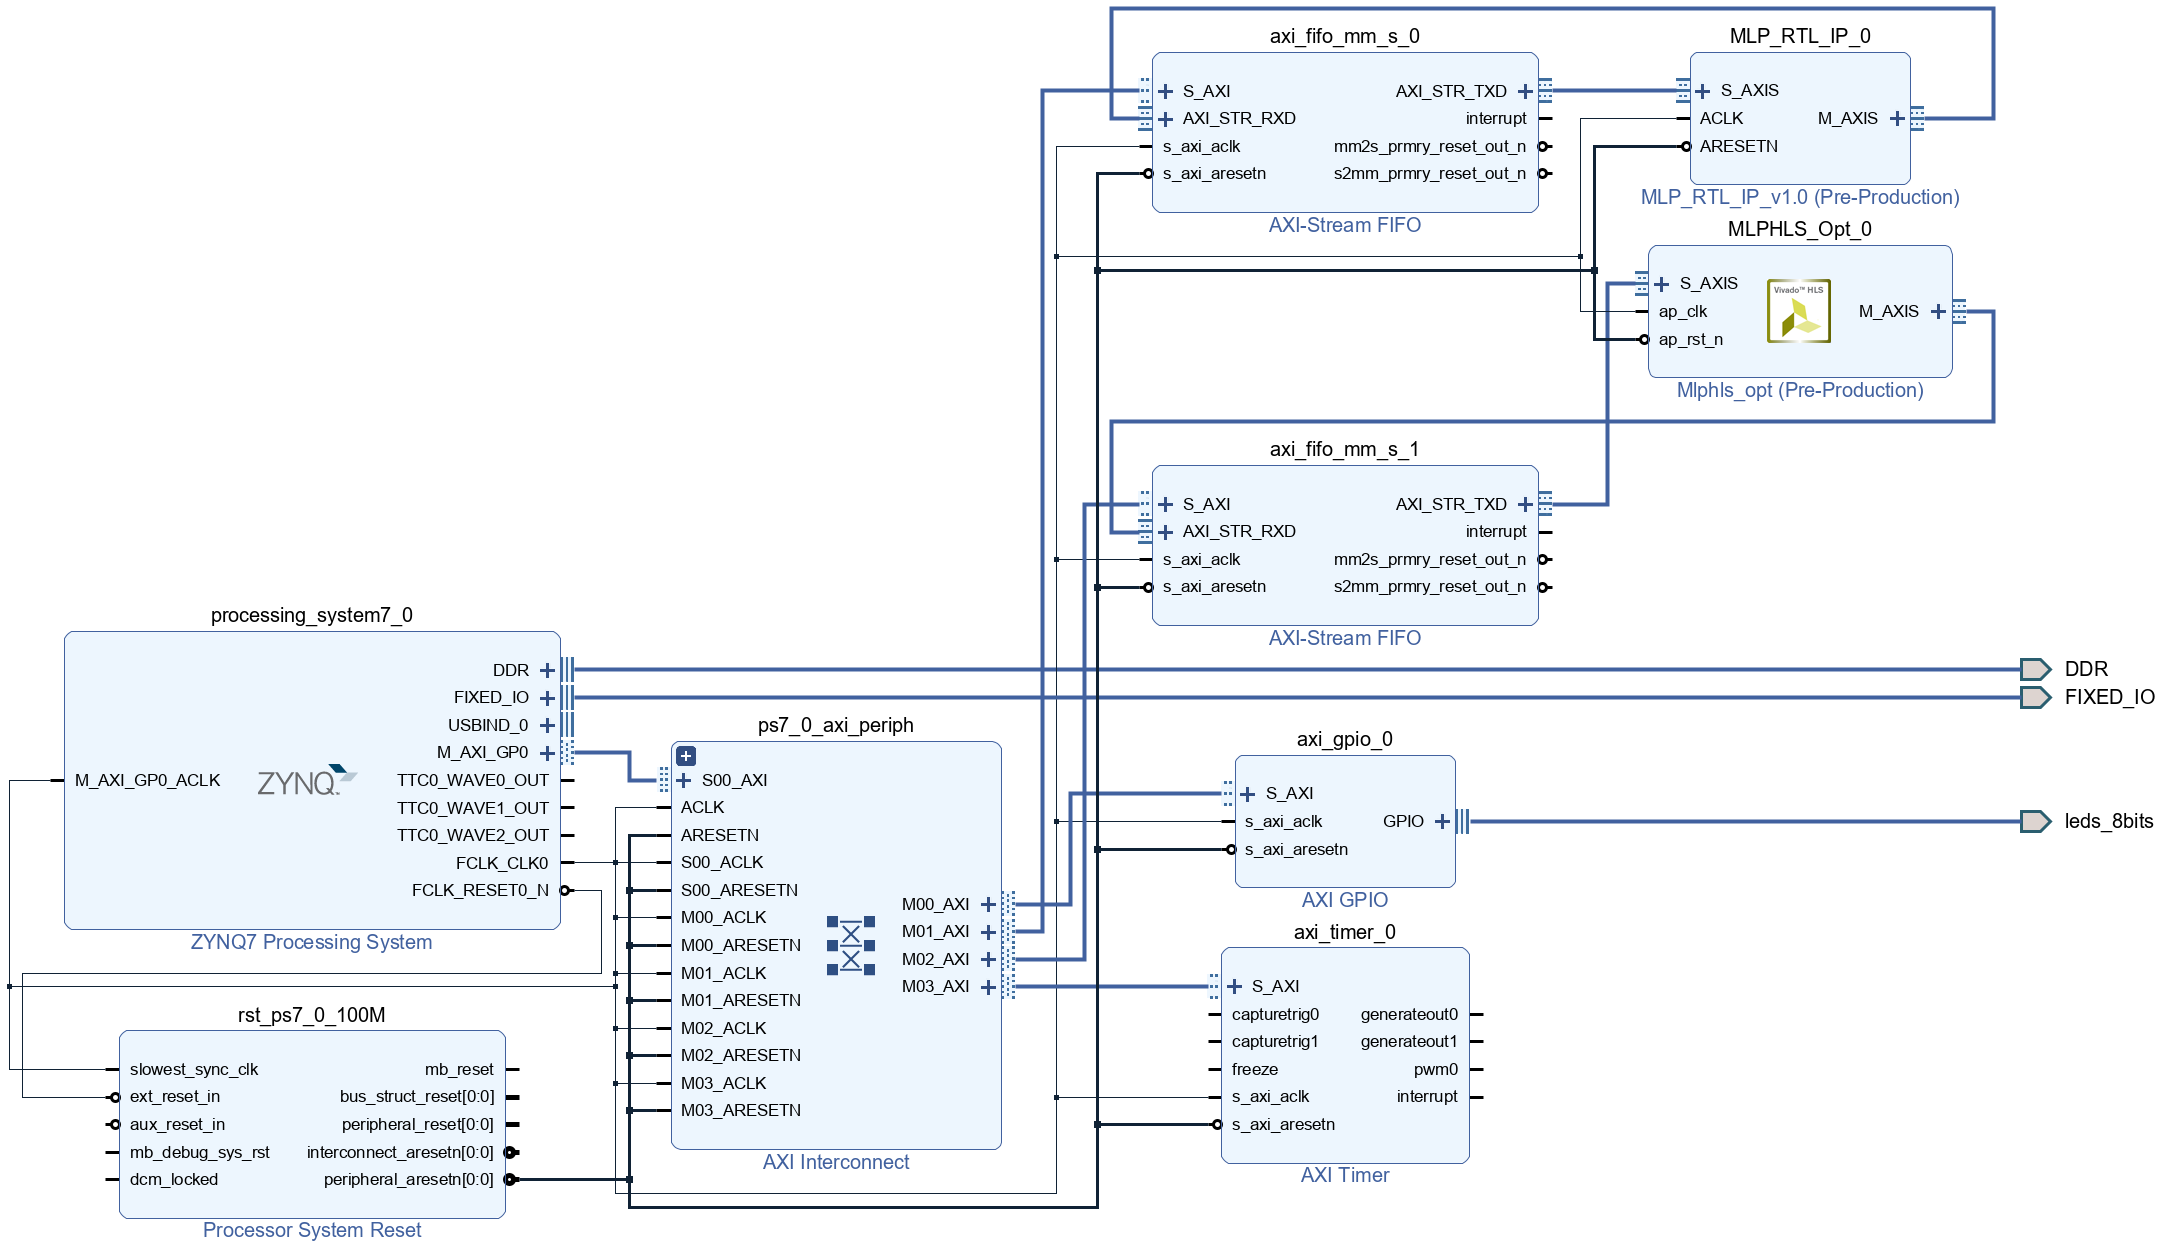 axi_fifo_mm_s_0
S_AXI
AXI_STR_RXD
s_axi_aclk
s_axi_aresetn
AXI_STR_TXD
interrupt
mm2s_prmry_reset_out_n
s2mm_prmry_reset_out_n
AXI-Stream FIFO
MLP_RTL_IP_0
S_AXIS
ACLK
ARESETN
M_AXIS
MLP_RTL_IP_v1.0 (Pre-Production)
MLPHLS_Opt_0
S_AXIS
ap_clk
ap_rst_n
Vivado™ HLS
M_AXIS
Mlphls_opt (Pre-Production)
axi_fifo_mm_s_1
S_AXI
AXI_STR_RXD
s_axi_aclk
s_axi_aresetn
AXI_STR_TXD
interrupt
mm2s_prmry_reset_out_n
s2mm_prmry_reset_out_n
AXI-Stream FIFO
processing_system7_0
M_AXI_GP0_ACLK
ZYNQ
DDR
FIXED_IO
USBIND_0
M_AXI_GP0
TTC0_WAVE0_OUT
TTC0_WAVE1_OUT
TTC0_WAVE2_OUT
FCLK_CLK0
FCLK_RESET0_N
ZYNQ7 Processing System
DDR
FIXED_IO
ps7_0_axi_periph
S00_AXI
ACLK
ARESETN
S00_ACLK
S00_ARESETN
M00_ACLK
M00_ARESETN
M01_ACLK
M01_ARESETN
M02_ACLK
M02_ARESETN
M03_ACLK
M03_ARESETN
M00_AXI
M01_AXI
M02_AXI
M03_AXI
AXI Interconnect
axi_gpio_0
S_AXI
s_axi_aclk
s_axi_aresetn
GPIO
AXI GPIO
leds_8bits
axi_timer_0
S_AXI
capturetrig0
capturetrig1
freeze
s_axi_aclk
s_axi_aresetn
generateout0
generateout1
pwm0
interrupt
AXI Timer
rst_ps7_0_100M
slowest_sync_clk
ext_reset_in
aux_reset_in
mb_debug_sys_rst
dcm_locked
mb_reset
bus_struct_reset[0:0]
peripheral_reset[0:0]
interconnect_aresetn[0:0]
peripheral_aresetn[0:0]
Processor System Reset